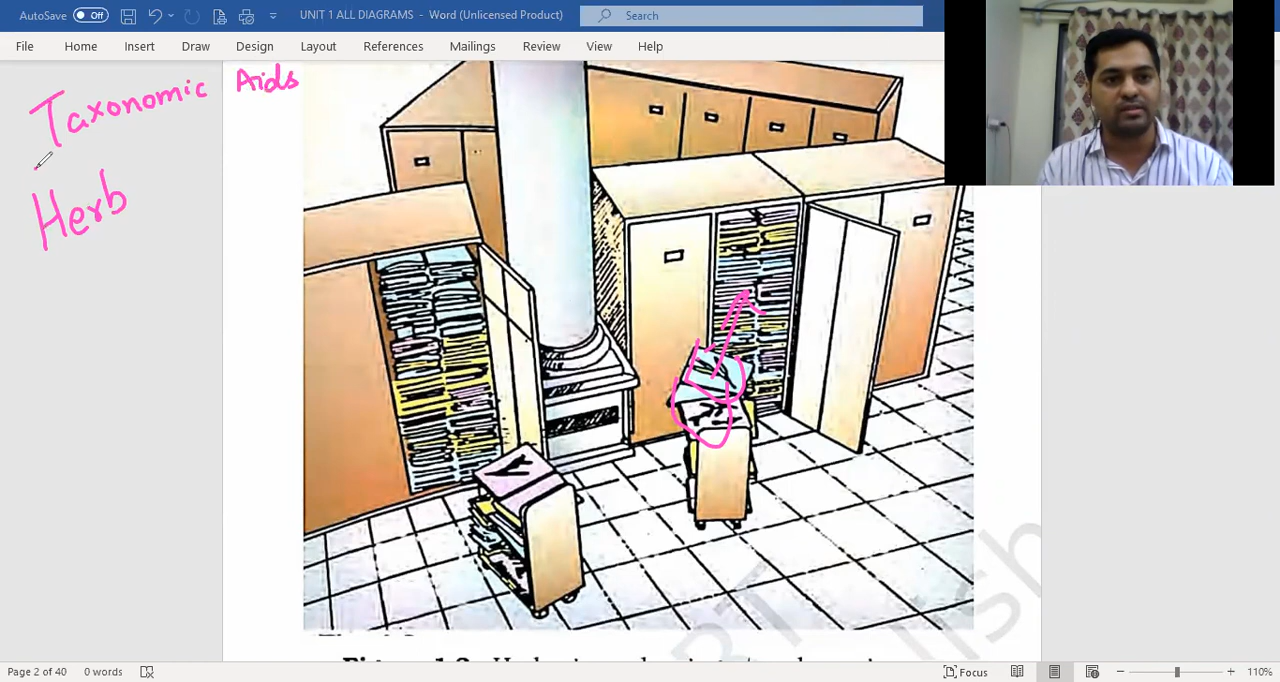 AutoSave Off UNIT 1 ALL DIAGRAMS - Word (Unlicensed Product) Search
File Home Insert Draw Design Layout References Mailings Review View Help
Taxonomic Aids
Herb
Page 2 of 40 0 words Focus 110%